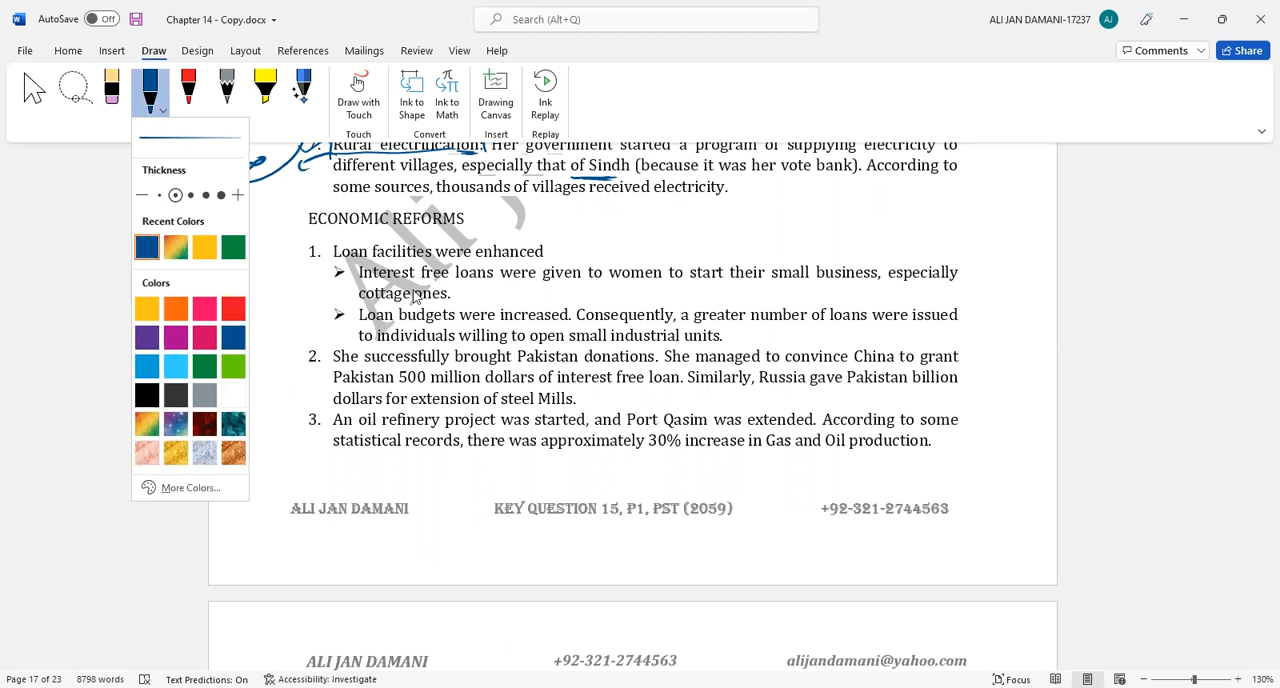 AutoSave Off Chapter 14 - Copy.docx Search (Alt+Q) ALI JAN DAMANI-17237 AJ
File Home Insert Draw Design Layout References Mailings Review View Help Comments Share
Draw with Touch Ink to Shape Ink to Math Drawing Canvas Ink Replay
Touch Convert Insert Replay
Thickness
Recent Colors
Colors
More Colors...
Rural electrification: Her government started a program of supplying electricity to
different villages, especially that of Sindh (because it was her vote bank). According to
some sources, thousands of villages received electricity.
ECONOMIC REFORMS
1. Loan facilities were enhanced
➢ Interest free loans were given to women to start their small business, especially
cottage ones.
➢ Loan budgets were increased. Consequently, a greater number of loans were issued
to individuals willing to open small industrial units.
2. She successfully brought Pakistan donations. She managed to convince China to grant
Pakistan 500 million dollars of interest free loan. Similarly, Russia gave Pakistan billion
dollars for extension of steel Mills.
3. An oil refinery project was started, and Port Qasim was extended. According to some
statistical records, there was approximately 30% increase in Gas and Oil production.
Ali J
ALI JAN DAMANI KEY QUESTION 15, P1, PST (2059) +92-321-2744563
ALI JAN DAMANI +92-321-2744563 alijandamani@yahoo.com
Page 17 of 23 8798 words Text Predictions: On Accessibility: Investigate Focus 130%